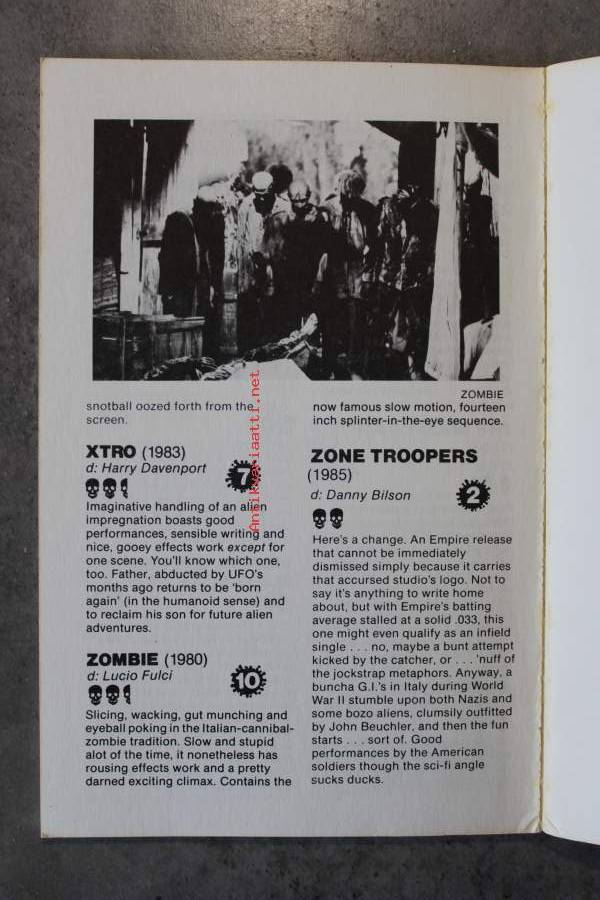 ZOMBIE
snotball oozed forth from the
screen.
XTRO (1983)
d: Harry Davenport
7
Imaginative handling of an alien
impregnation boasts good
performances, sensible writing and
nice, gooey effects work except for
one scene. You'll know which one,
too. Father, abducted by UFO's
months ago returns to be 'born
again' (in the humanoid sense) and
to reclaim his son for future alien
adventures.
ZOMBIE (1980)
d: Lucio Fulci
10
Slicing, wacking, gut munching and
eyeball poking in the Italian-cannibal-
zombie tradition. Slow and stupid
alot of the time, it nonetheless has
rousing effects work and a pretty
darned exciting climax. Contains the
now famous slow motion, fourteen
inch splinter-in-the-eye sequence.
ZONE TROOPERS
(1985)
d: Danny Bilson
2
Here's a change. An Empire release
that cannot be immediately
dismissed simply because it carries
that accursed studio's logo. Not to
say it's anything to write home
about, but with Empire's batting
average stalled at a solid .033, this
one might even qualify as an infield
single . . . no, maybe a bunt attempt
kicked by the catcher, or . . . 'nuff of
the jockstrap metaphors. Anyway, a
buncha G.I.'s in Italy during World
War II stumble upon both Nazis and
some bozo aliens, clumsily outfitted
by John Beuchler, and then the fun
starts . . . sort of. Good
performances by the American
soldiers though the sci-fi angle
sucks ducks.
Antikvariaatti.net